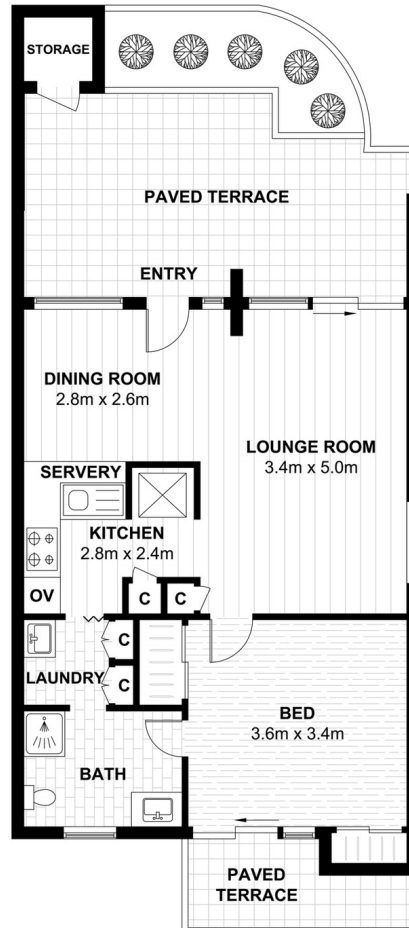 STORAGE
PAVED TERRACE
ENTRY
DINING ROOM
2.8m x 2.6m
LOUNGE ROOM
3.4m x 5.0m
SERVERY
KITCHEN
2.8m x 2.4m
OV
C
C
C
LAUNDRY
C
BED
3.6m x 3.4m
BATH
PAVED
TERRACE